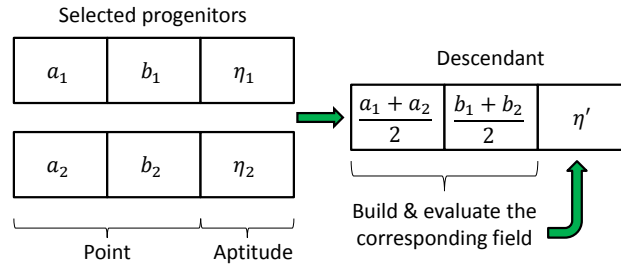 Selected progenitors
a₁ b₁ η₁
a₂ b₂ η₂
Point Aptitude
Descendant
(a₁ + a₂)/2 (b₁ + b₂)/2 η′
Build & evaluate the
corresponding field